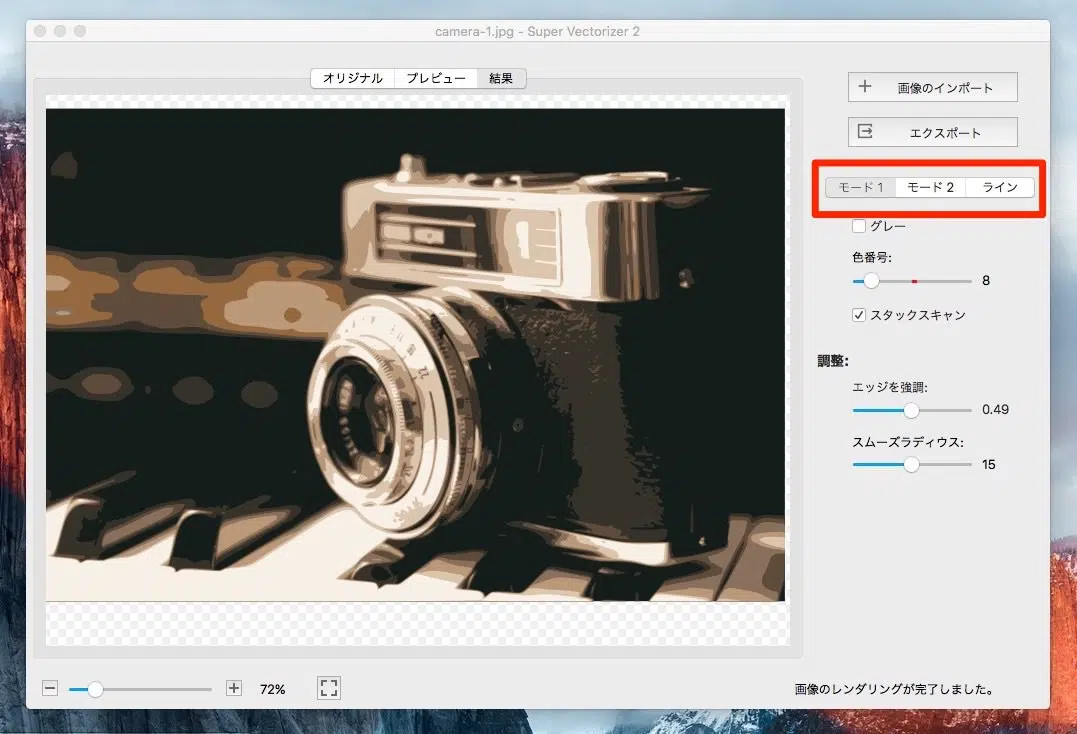 camera-1.jpg - Super Vectorizer 2
オリジナル プレビュー 結果
画像のインポート
エクスポート
モード 1 モード 2 ライン
グレー
色番号:
8
スタックスキャン
調整:
エッジを強調:
0.49
スムーズラディウス:
15
72%
画像のレンダリングが完了しました。